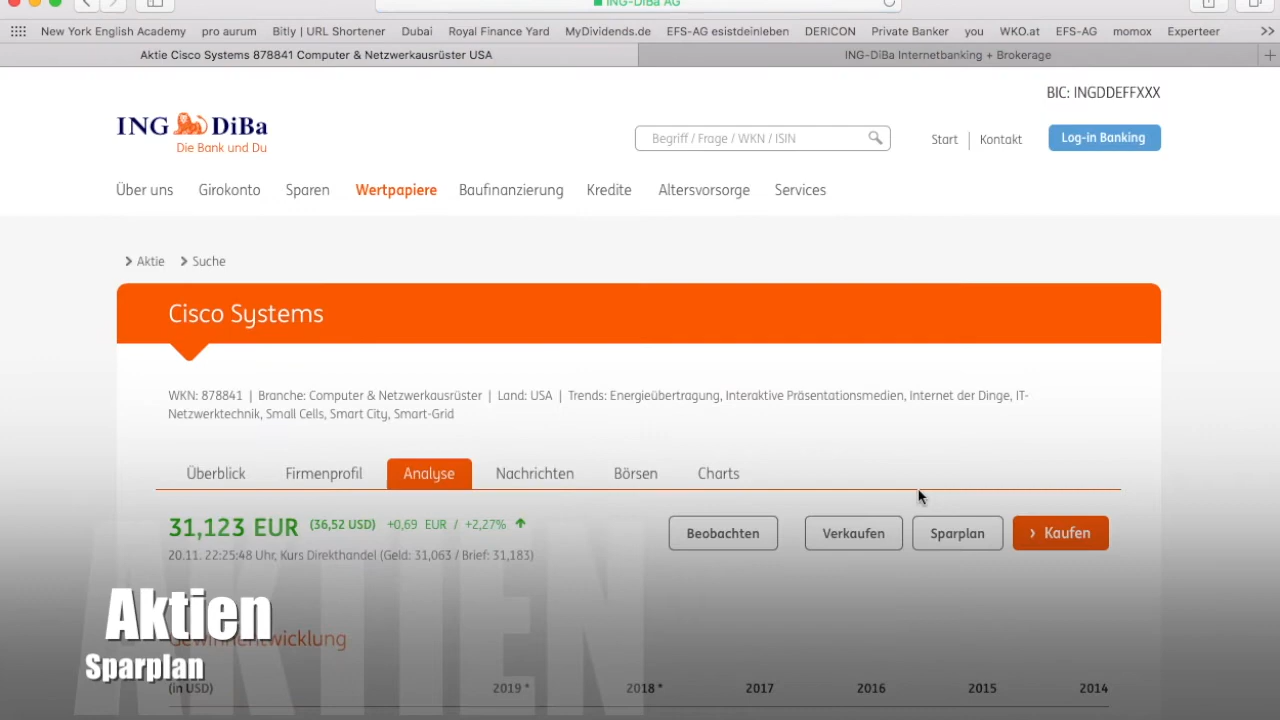 ING-DiBa AG
New York English Academy pro aurum Bitly | URL Shortener Dubai Royal Finance Yard MyDividends.de EFS-AG esistdeinleben DERICON Private Banker you WKO.at EFS-AG momox Experteer
Aktie Cisco Systems 878841 Computer & Netzwerkausrüster USA ING-DiBa Internetbanking + Brokerage
BIC: INGDDEFFXXX
ING DiBa
Die Bank und Du
Begriff / Frage / WKN / ISIN
Start Kontakt Log-in Banking
Über uns Girokonto Sparen Wertpapiere Baufinanzierung Kredite Altersvorsorge Services
Aktie Suche
Cisco Systems
WKN: 878841 | Branche: Computer & Netzwerkausrüster | Land: USA | Trends: Energieübertragung, Interaktive Präsentationsmedien, Internet der Dinge, IT-
Netzwerktechnik, Small Cells, Smart City, Smart-Grid
Überblick Firmenprofil Analyse Nachrichten Börsen Charts
31,123 EUR (36,52 USD) +0,69 EUR / +2,27%
Beobachten Verkaufen Sparplan Kaufen
20.11. 22:25:48 Uhr, Kurs Direkthandel (Geld: 31,063 / Brief: 31,183)
AKTIEN
Aktien
Gewinnentwicklung
Sparplan
(in USD) 2019 * 2018 * 2017 2016 2015 2014